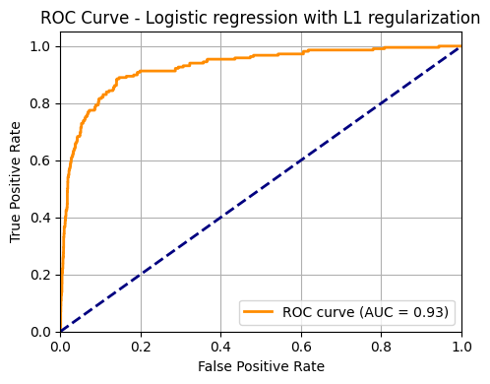 ROC Curve - Logistic regression with L1 regularization
True Positive Rate
1.0
0.8
0.6
0.4
0.2
0.0
ROC curve (AUC = 0.93)
0.0 0.2 0.4 0.6 0.8 1.0
False Positive Rate